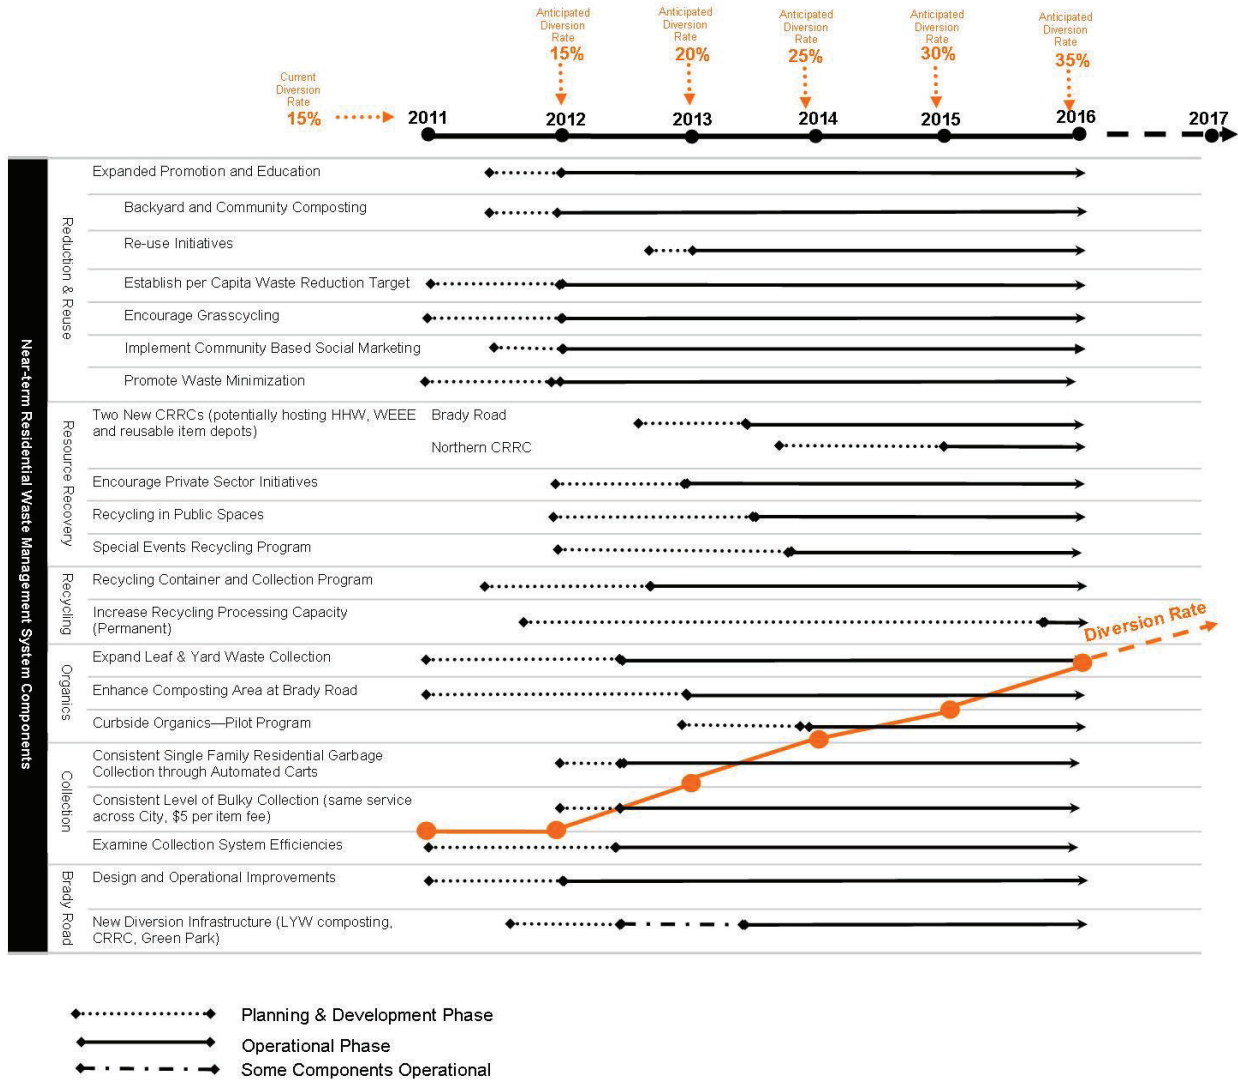 Anticipated
Diversion
Rate
15%
Anticipated
Diversion
Rate
20%
Anticipated
Diversion
Rate
25%
Anticipated
Diversion
Rate
30%
Anticipated
Diversion
Rate
35%
Current
Diversion
Rate
15%
2011
2012
2013
2014
2015
2016
2017
Near-term Residential Waste Management System Components
Reduction & Reuse
Expanded Promotion and Education
Backyard and Community Composting
Re-use Initiatives
Establish per Capita Waste Reduction Target
Encourage Grasscycling
Implement Community Based Social Marketing
Promote Waste Minimization
Resource Recovery
Two New CRRCs (potentially hosting HHW, WEEE
and reusable item depots)
Brady Road
Northern CRRC
Encourage Private Sector Initiatives
Recycling in Public Spaces
Special Events Recycling Program
Recycling
Recycling Container and Collection Program
Increase Recycling Processing Capacity
(Permanent)
Diversion Rate
Organics
Expand Leaf & Yard Waste Collection
Enhance Composting Area at Brady Road
Curbside Organics—Pilot Program
Collection
Consistent Single Family Residential Garbage
Collection through Automated Carts
Consistent Level of Bulky Collection (same service
across City, $5 per item fee)
Examine Collection System Efficiencies
Brady Road
Design and Operational Improvements
New Diversion Infrastructure (LYW composting,
CRRC, Green Park)
Planning & Development Phase
Operational Phase
Some Components Operational